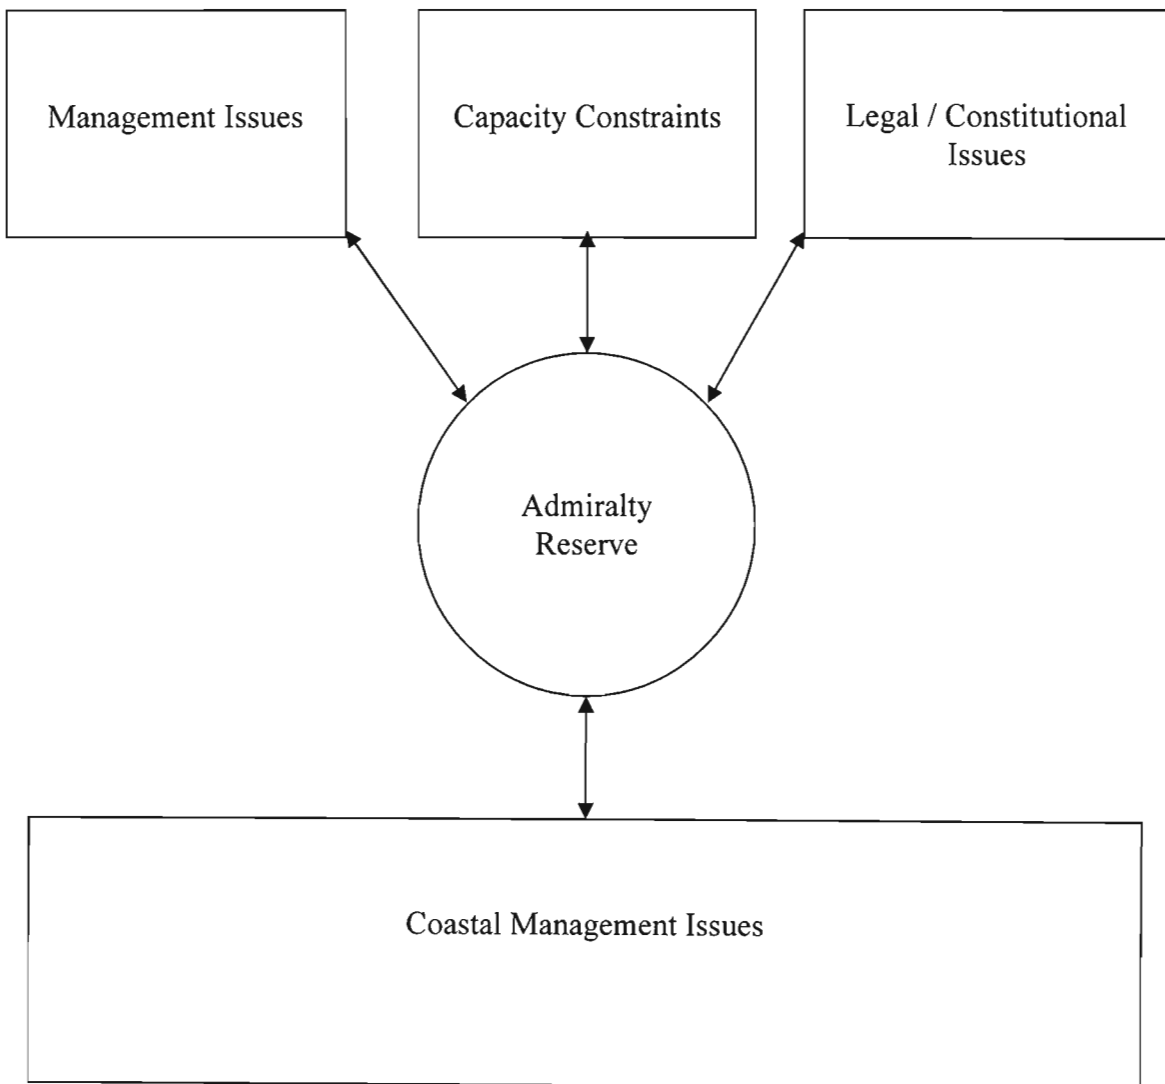 Management Issues
Capacity Constraints
Legal / Constitutional
Issues
Admiralty
Reserve
Coastal Management Issues